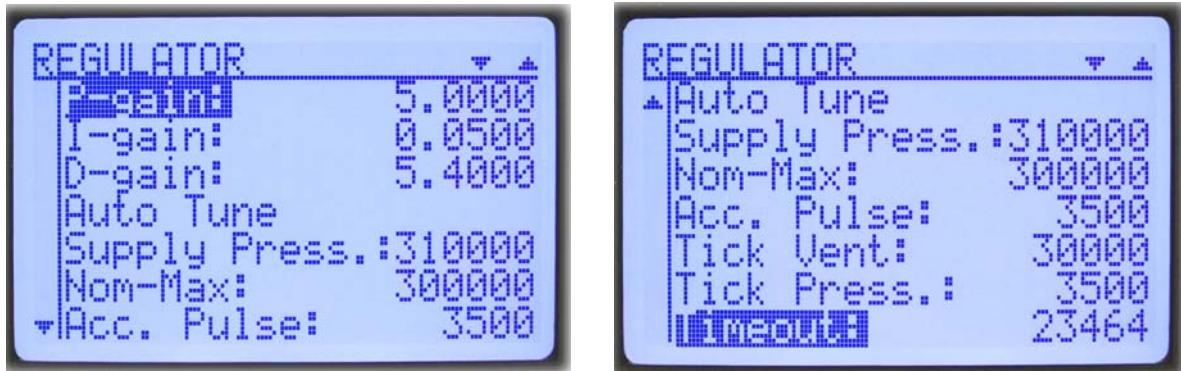 REGULATOR
P-gain: 5.0000
I-gain: 0.0500
D-gain: 5.4000
Auto Tune
Supply Press.:310000
Nom-Max: 300000
Acc. Pulse: 3500
REGULATOR
Auto Tune
Supply Press.:310000
Nom-Max: 300000
Acc. Pulse: 3500
Tick Vent: 30000
Tick Press.: 3500
Timeout: 23464